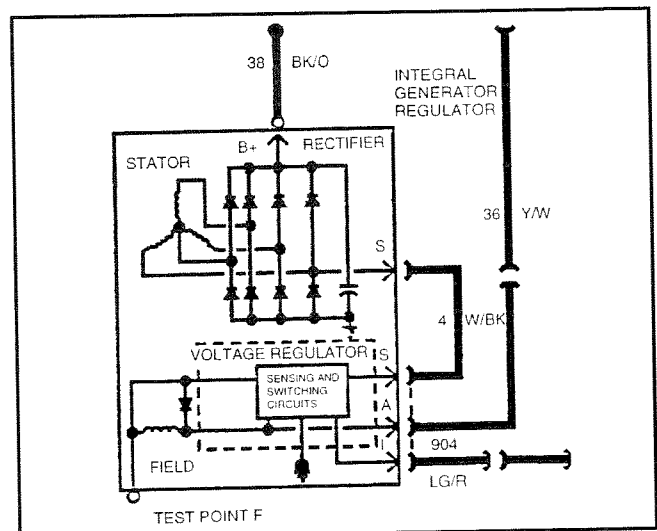 38 BK/O
INTEGRAL
GENERATOR
REGULATOR
B+ RECTIFIER
STATOR
36 Y/W
S
4 W/BK
VOLTAGE REGULATOR S
SENSING AND
SWITCHING
CIRCUITS
A
I 904
FIELD
LG/R
TEST POINT F